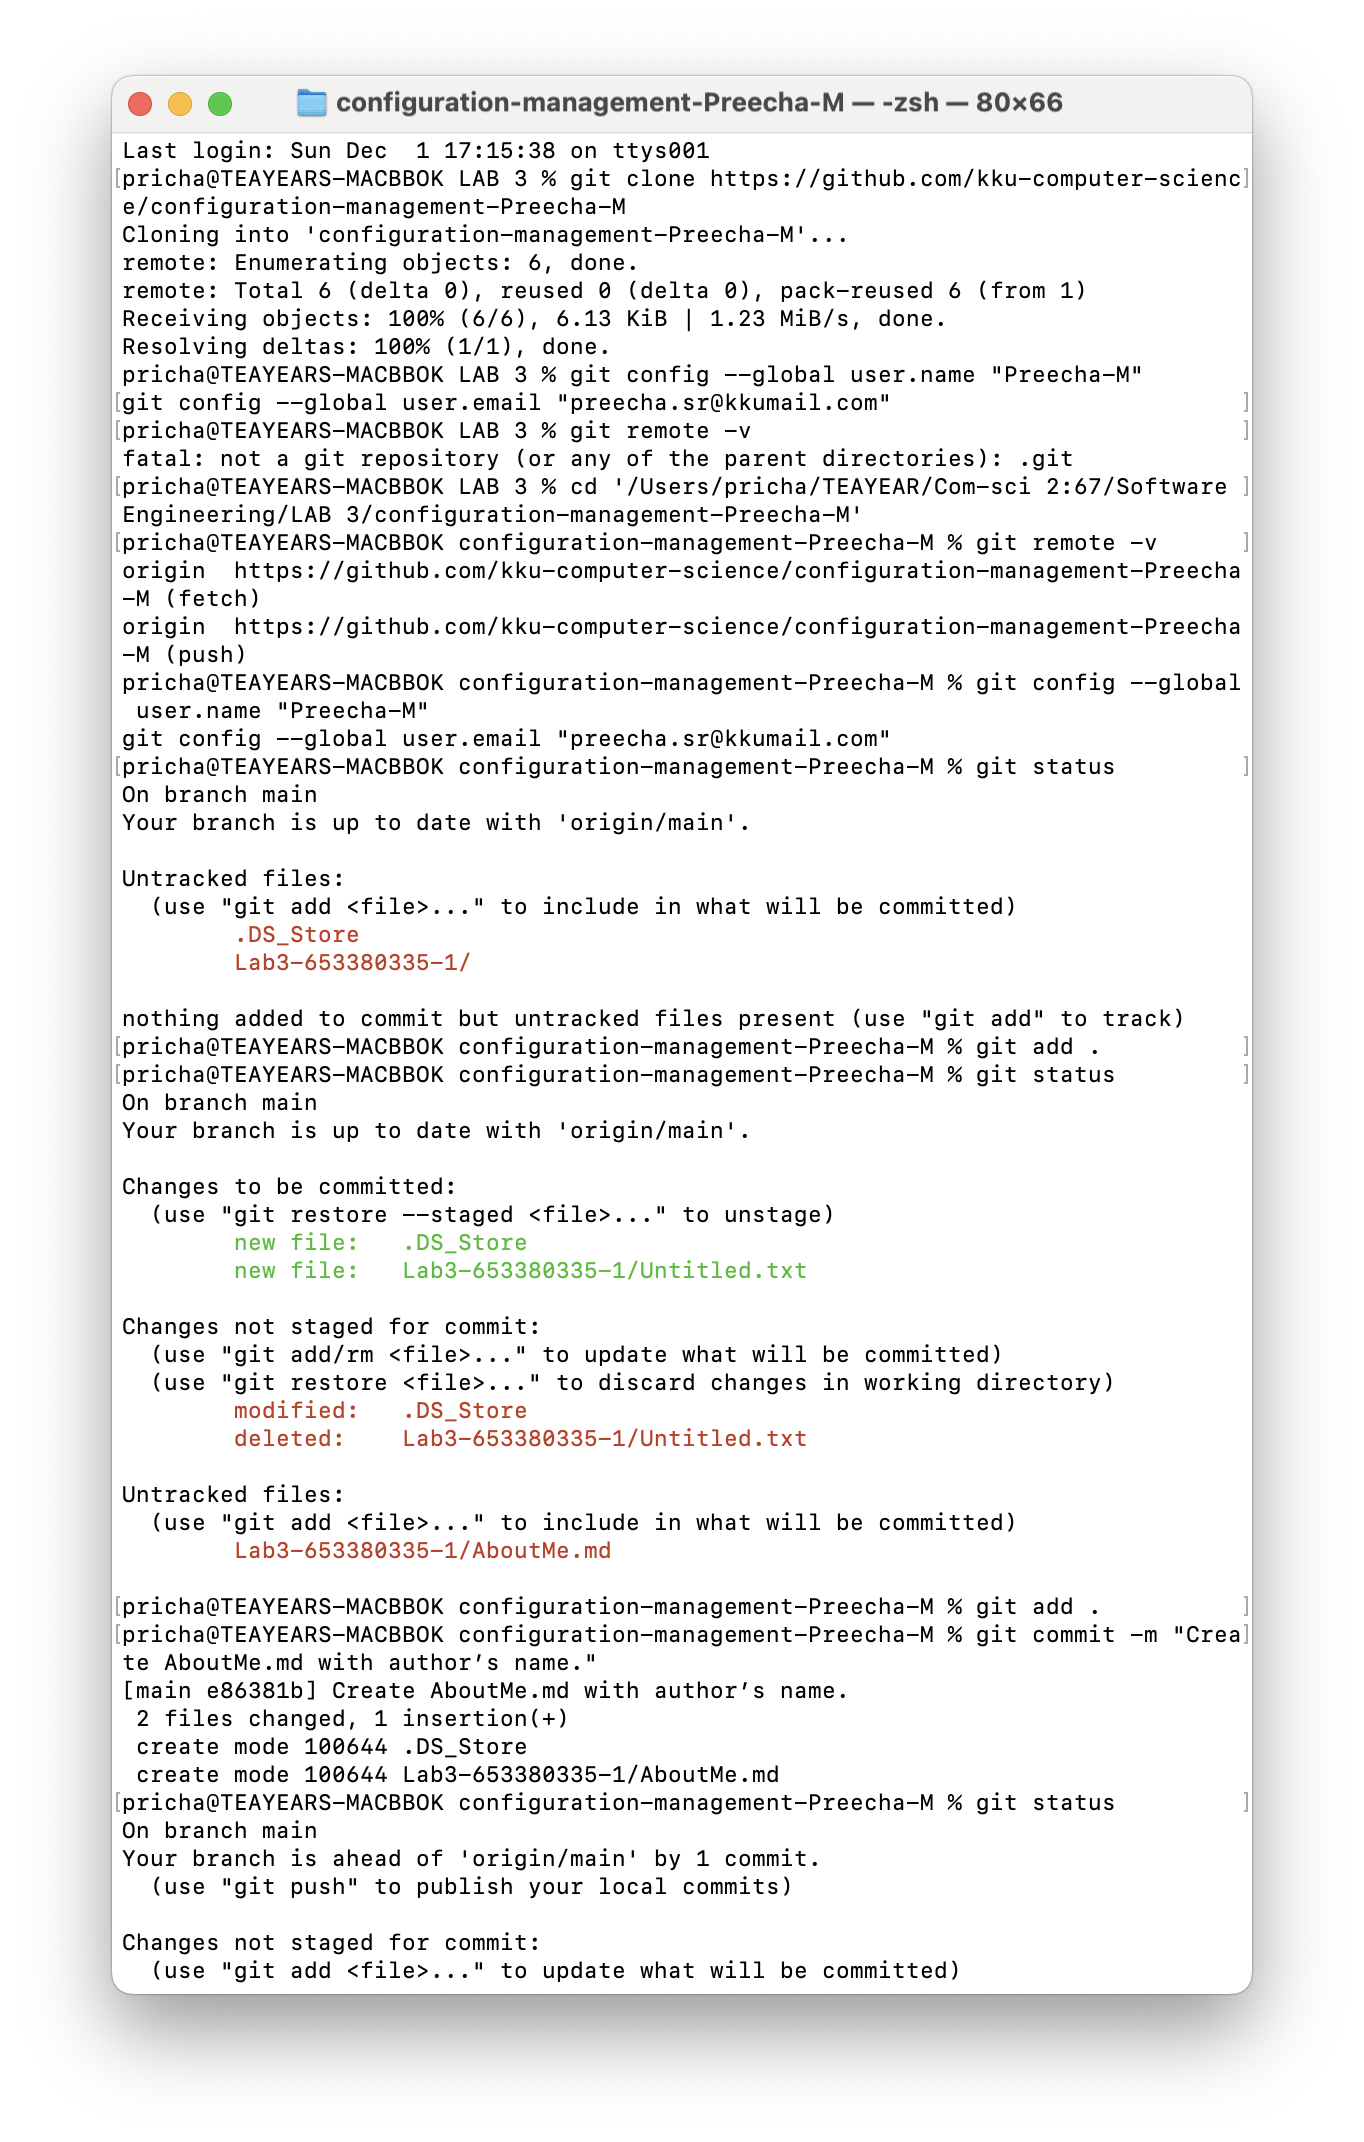 configuration-management-Preecha-M — -zsh — 80×66
Last login: Sun Dec  1 17:15:38 on ttys001
[pricha@TEAYEARS-MACBBOK LAB 3 % git clone https://github.com/kku-computer-scienc]
e/configuration-management-Preecha-M
Cloning into 'configuration-management-Preecha-M'...
remote: Enumerating objects: 6, done.
remote: Total 6 (delta 0), reused 0 (delta 0), pack-reused 6 (from 1)
Receiving objects: 100% (6/6), 6.13 KiB | 1.23 MiB/s, done.
Resolving deltas: 100% (1/1), done.
pricha@TEAYEARS-MACBBOK LAB 3 % git config --global user.name "Preecha-M"
[git config --global user.email "preecha.sr@kkumail.com"                         ]
[pricha@TEAYEARS-MACBBOK LAB 3 % git remote -v                                   ]
fatal: not a git repository (or any of the parent directories): .git
[pricha@TEAYEARS-MACBBOK LAB 3 % cd '/Users/pricha/TEAYEAR/Com-sci 2:67/Software ]
Engineering/LAB 3/configuration-management-Preecha-M'
[pricha@TEAYEARS-MACBBOK configuration-management-Preecha-M % git remote -v      ]
origin  https://github.com/kku-computer-science/configuration-management-Preecha
-M (fetch)
origin  https://github.com/kku-computer-science/configuration-management-Preecha
-M (push)
pricha@TEAYEARS-MACBBOK configuration-management-Preecha-M % git config --global
 user.name "Preecha-M"
git config --global user.email "preecha.sr@kkumail.com"
[pricha@TEAYEARS-MACBBOK configuration-management-Preecha-M % git status         ]
On branch main
Your branch is up to date with 'origin/main'.
Untracked files:
  (use "git add <file>..." to include in what will be committed)
        .DS_Store
        Lab3-653380335-1/
nothing added to commit but untracked files present (use "git add" to track)
[pricha@TEAYEARS-MACBBOK configuration-management-Preecha-M % git add .          ]
[pricha@TEAYEARS-MACBBOK configuration-management-Preecha-M % git status         ]
On branch main
Your branch is up to date with 'origin/main'.
Changes to be committed:
  (use "git restore --staged <file>..." to unstage)
        new file:   .DS_Store
        new file:   Lab3-653380335-1/Untitled.txt
Changes not staged for commit:
  (use "git add/rm <file>..." to update what will be committed)
  (use "git restore <file>..." to discard changes in working directory)
        modified:   .DS_Store
        deleted:    Lab3-653380335-1/Untitled.txt
Untracked files:
  (use "git add <file>..." to include in what will be committed)
        Lab3-653380335-1/AboutMe.md
[pricha@TEAYEARS-MACBBOK configuration-management-Preecha-M % git add .          ]
[pricha@TEAYEARS-MACBBOK configuration-management-Preecha-M % git commit -m "Crea]
te AboutMe.md with author’s name."
[main e86381b] Create AboutMe.md with author’s name.
 2 files changed, 1 insertion(+)
 create mode 100644 .DS_Store
 create mode 100644 Lab3-653380335-1/AboutMe.md
[pricha@TEAYEARS-MACBBOK configuration-management-Preecha-M % git status         ]
On branch main
Your branch is ahead of 'origin/main' by 1 commit.
  (use "git push" to publish your local commits)
Changes not staged for commit:
  (use "git add <file>..." to update what will be committed)